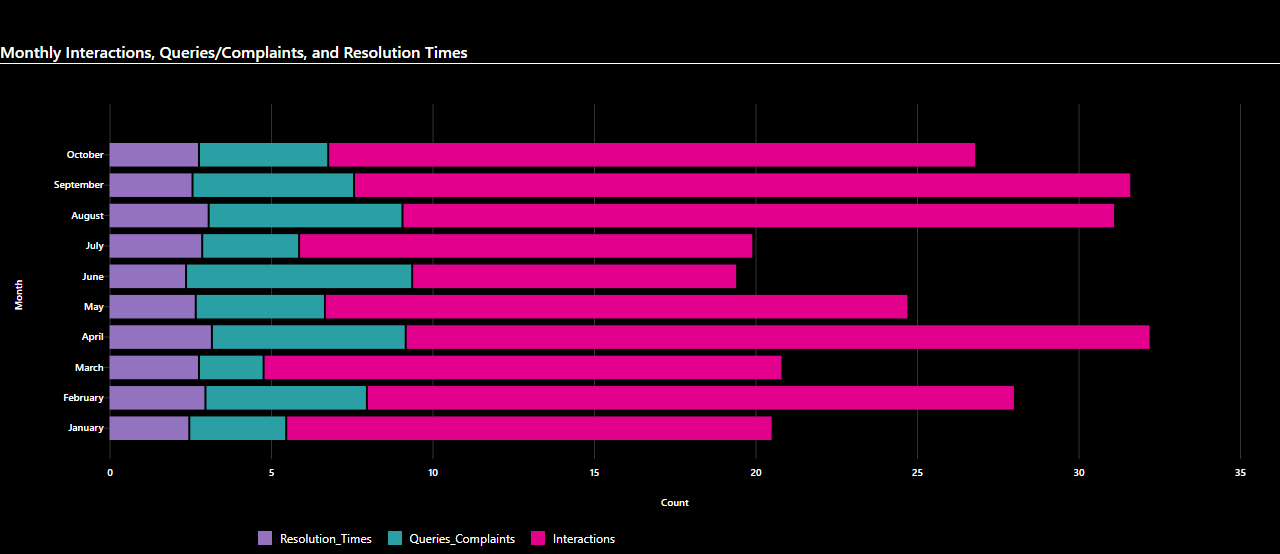 Monthly Interactions, Queries/Complaints, and Resolution Times
Month
October
September
August
July
June
May
April
March
February
January
0 5 10 15 20 25 30 35
Count
Resolution_Times Queries_Complaints Interactions